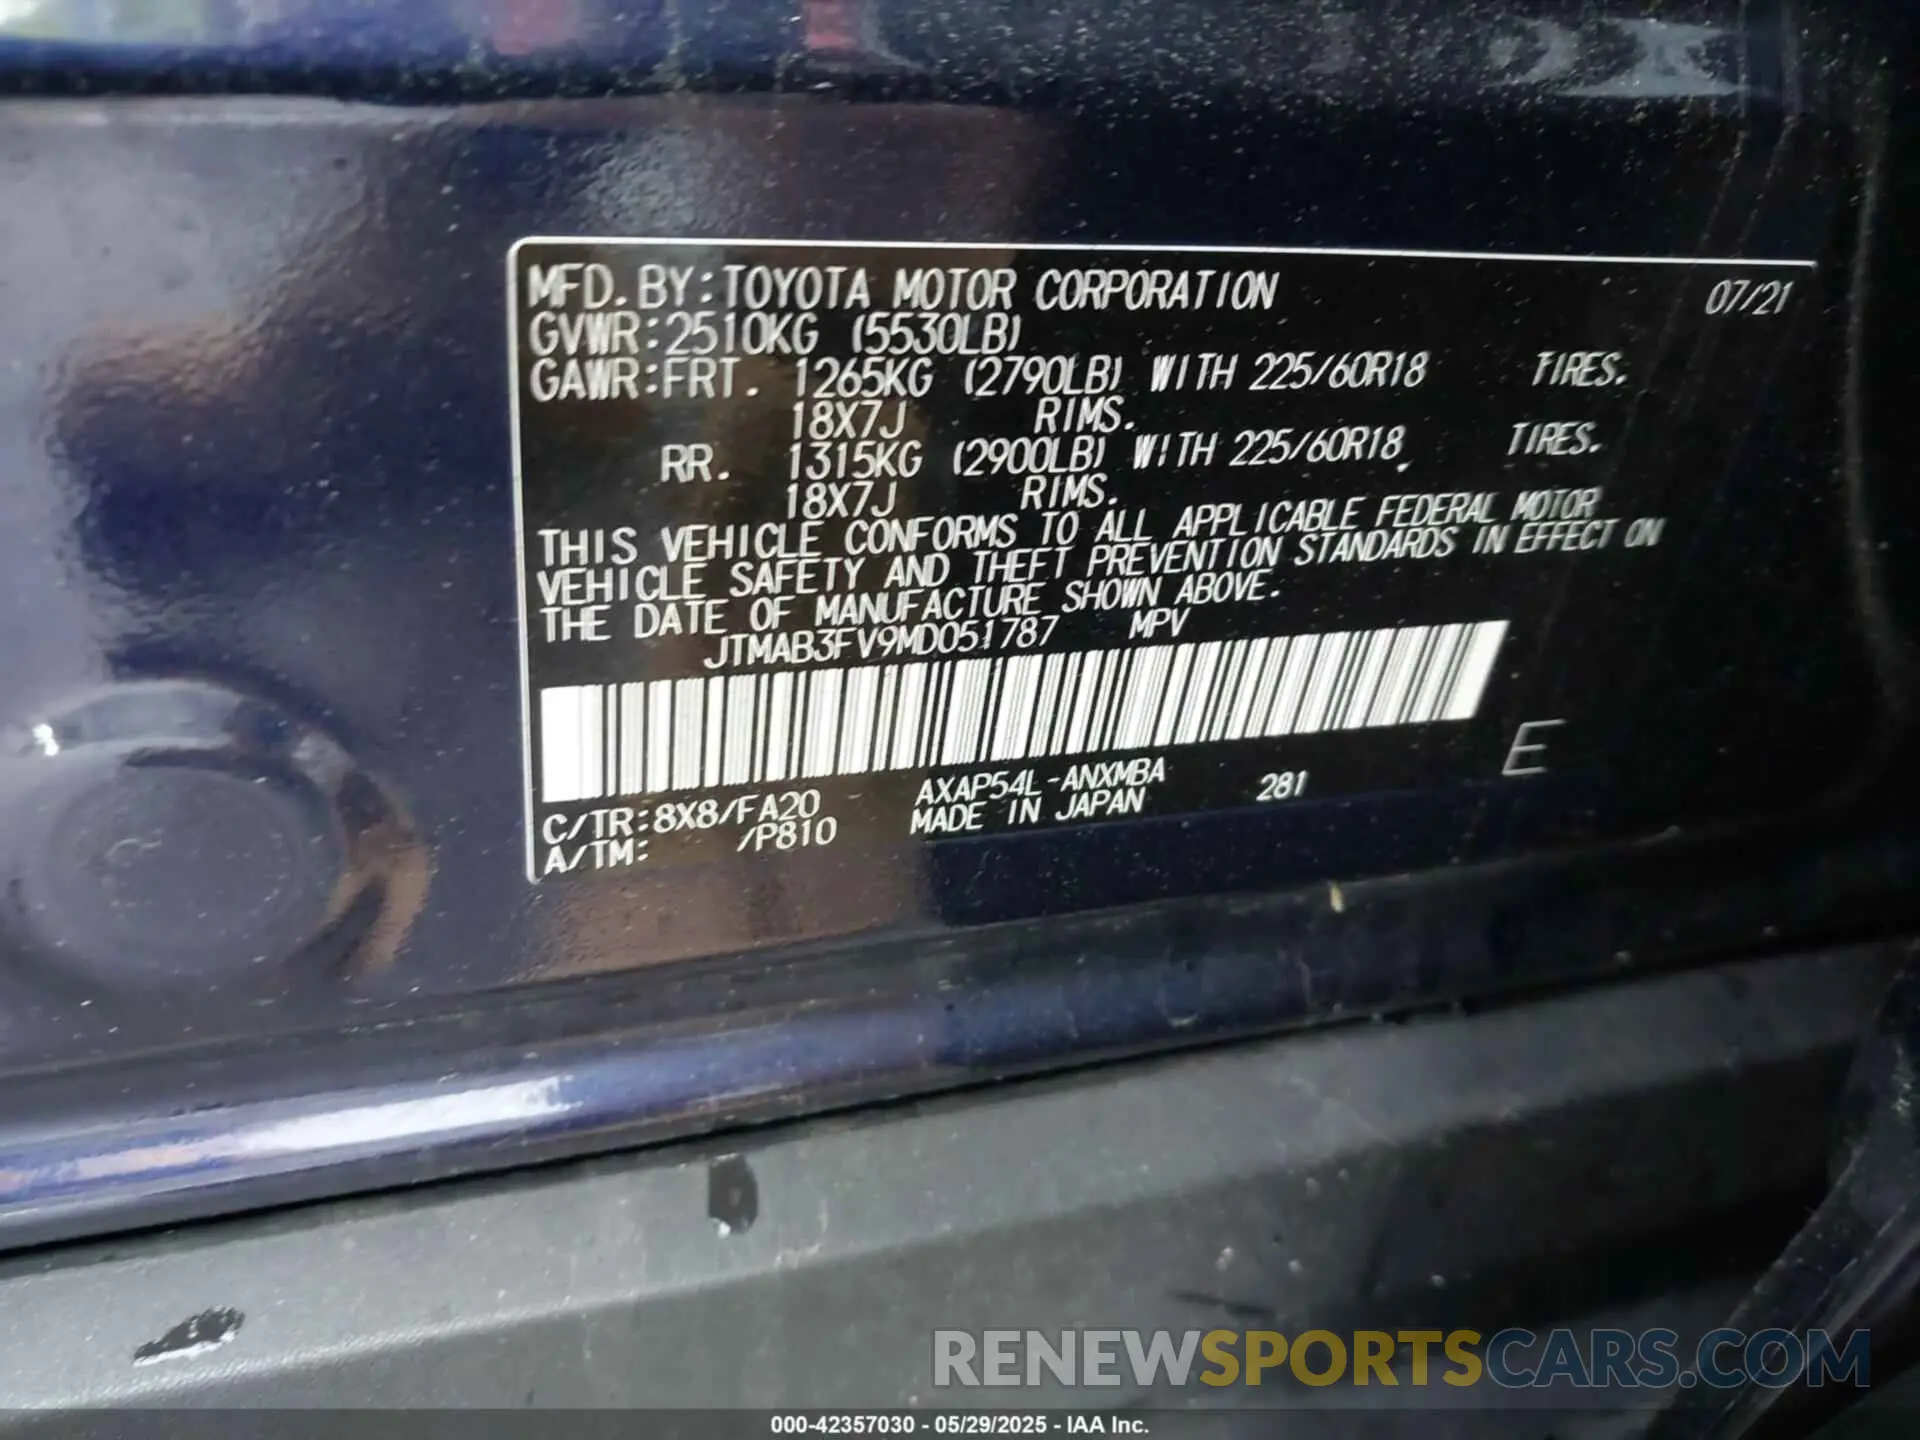 MFD. BY: TOYOTA MOTOR CORPORATION 07/21
GVWR: 2510KG (5530LB)
GAWR: FRT. 1265KG (2790LB) WITH 225/60R18 TIRES.
18X7J RIMS.
RR. 1315KG (2900LB) WITH 225/60R18 TIRES.
18X7J RIMS.
THIS VEHICLE CONFORMS TO ALL APPLICABLE FEDERAL MOTOR
VEHICLE SAFETY AND THEFT PREVENTION STANDARDS IN EFFECT ON
THE DATE OF MANUFACTURE SHOWN ABOVE.
JTMAB3FV9MD051787 MPV
E
C/TR: 8X8/FA20 AXAP54L-ANXMBA 281
A/TM: /P810 MADE IN JAPAN
RENEWSPORTSCARS.COM
000-42357030 - 05/29/2025 - IAA Inc.